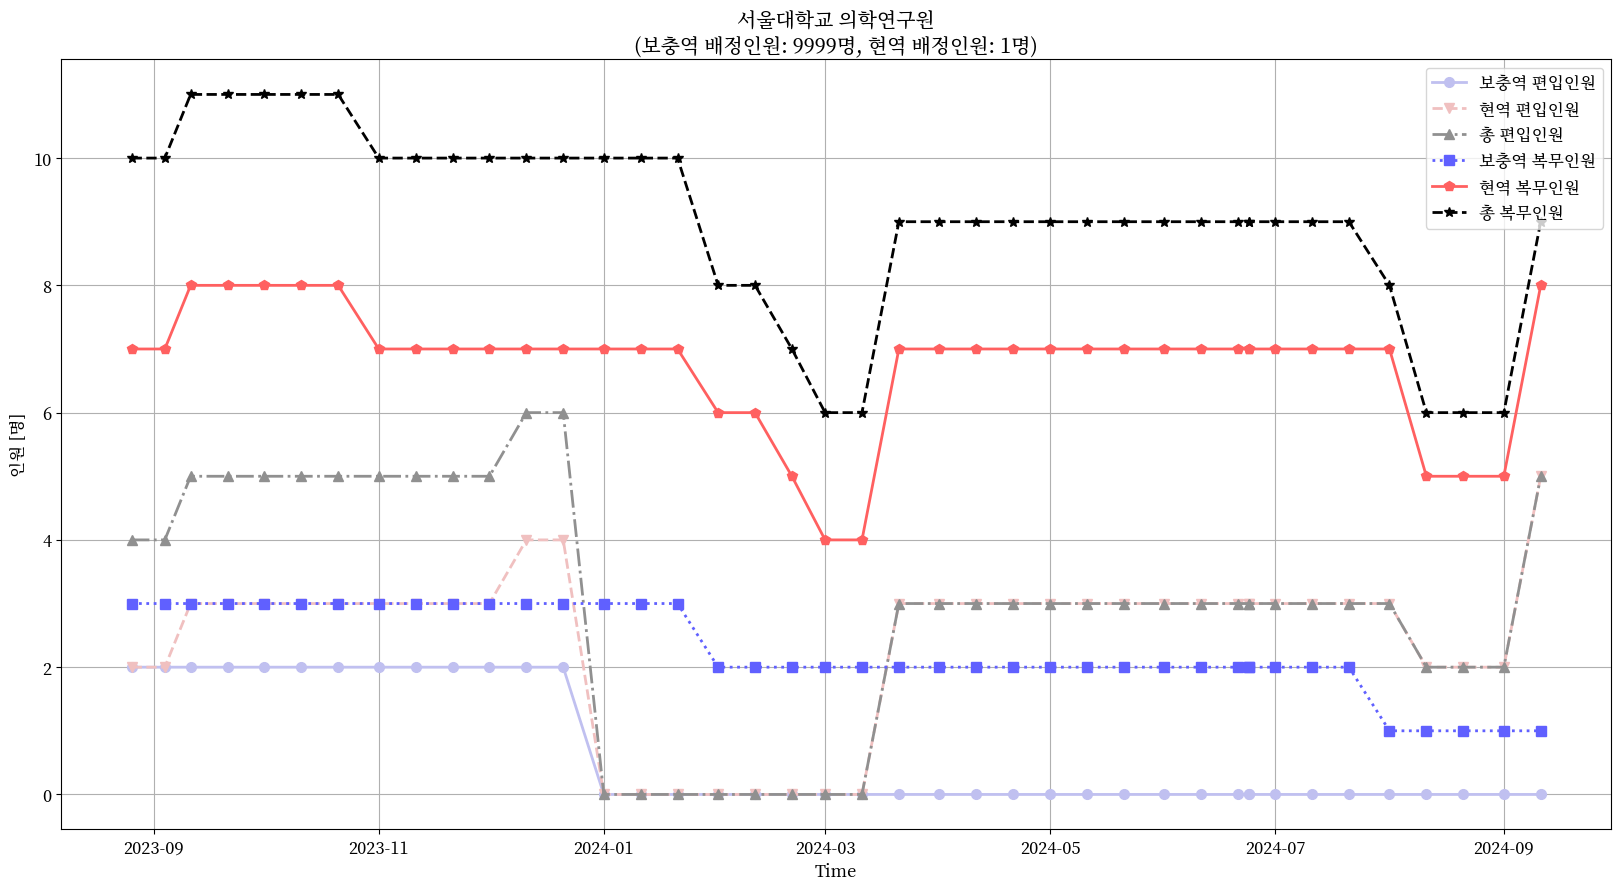 서울대학교 의학연구원
(보충역 배정인원: 9999명, 현역 배정인원: 1명)
보충역 편입인원
현역 편입인원
총 편입인원
보충역 복무인원
현역 복무인원
총 복무인원
인원 [명]
10
8
6
4
2
0
2023-09
2023-11
2024-01
2024-03
2024-05
2024-07
2024-09
Time